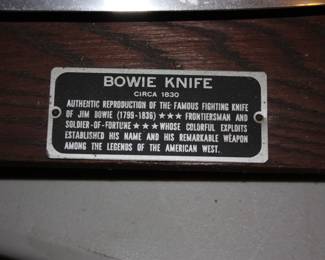 BOWIE KNIFE
CIRCA 1830
AUTHENTIC REPRODUCTION OF THE FAMOUS FIGHTING KNIFE
OF JIM BOWIE (1799-1836) ★★★ FRONTIERSMAN AND
SOLDIER-OF-FORTUNE ★★★ WHOSE COLORFUL EXPLOITS
ESTABLISHED HIS NAME AND HIS REMARKABLE WEAPON
AMONG THE LEGENDS OF THE AMERICAN WEST.